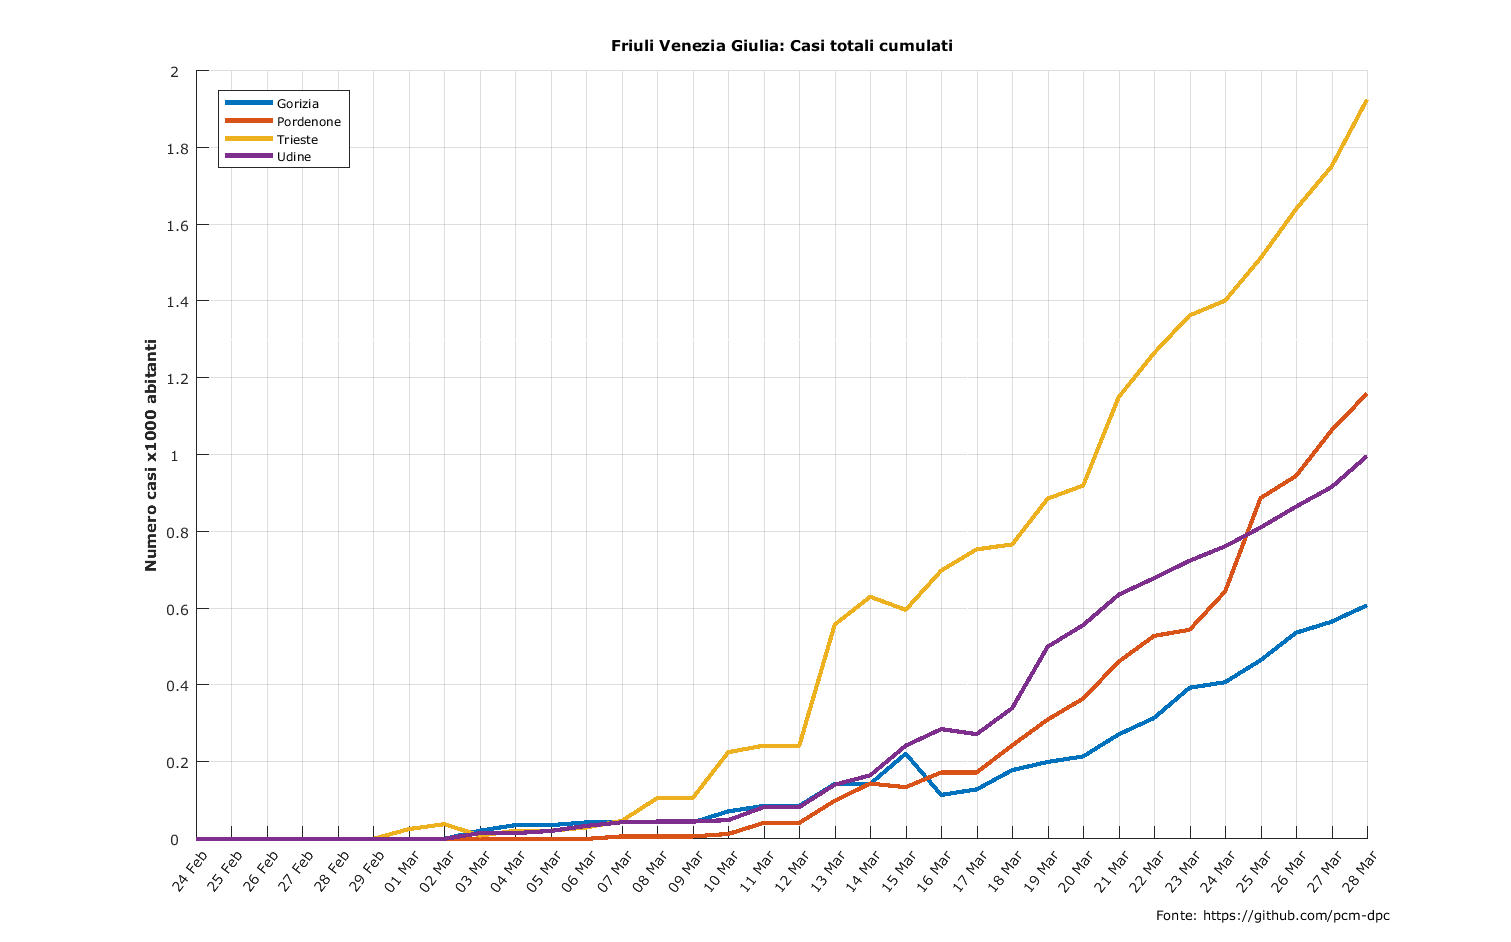 Friuli Venezia Giulia: Casi totali cumulati
Gorizia
Pordenone
Trieste
Udine
Numero casi x1000 abitanti
2
1.8
1.6
1.4
1.2
1
0.8
0.6
0.4
0.2
0
24 Feb
25 Feb
26 Feb
27 Feb
28 Feb
29 Feb
01 Mar
02 Mar
03 Mar
04 Mar
05 Mar
06 Mar
07 Mar
08 Mar
09 Mar
10 Mar
11 Mar
12 Mar
13 Mar
14 Mar
15 Mar
16 Mar
17 Mar
18 Mar
19 Mar
20 Mar
21 Mar
22 Mar
23 Mar
24 Mar
25 Mar
26 Mar
27 Mar
28 Mar
Fonte: https://github.com/pcm-dpc